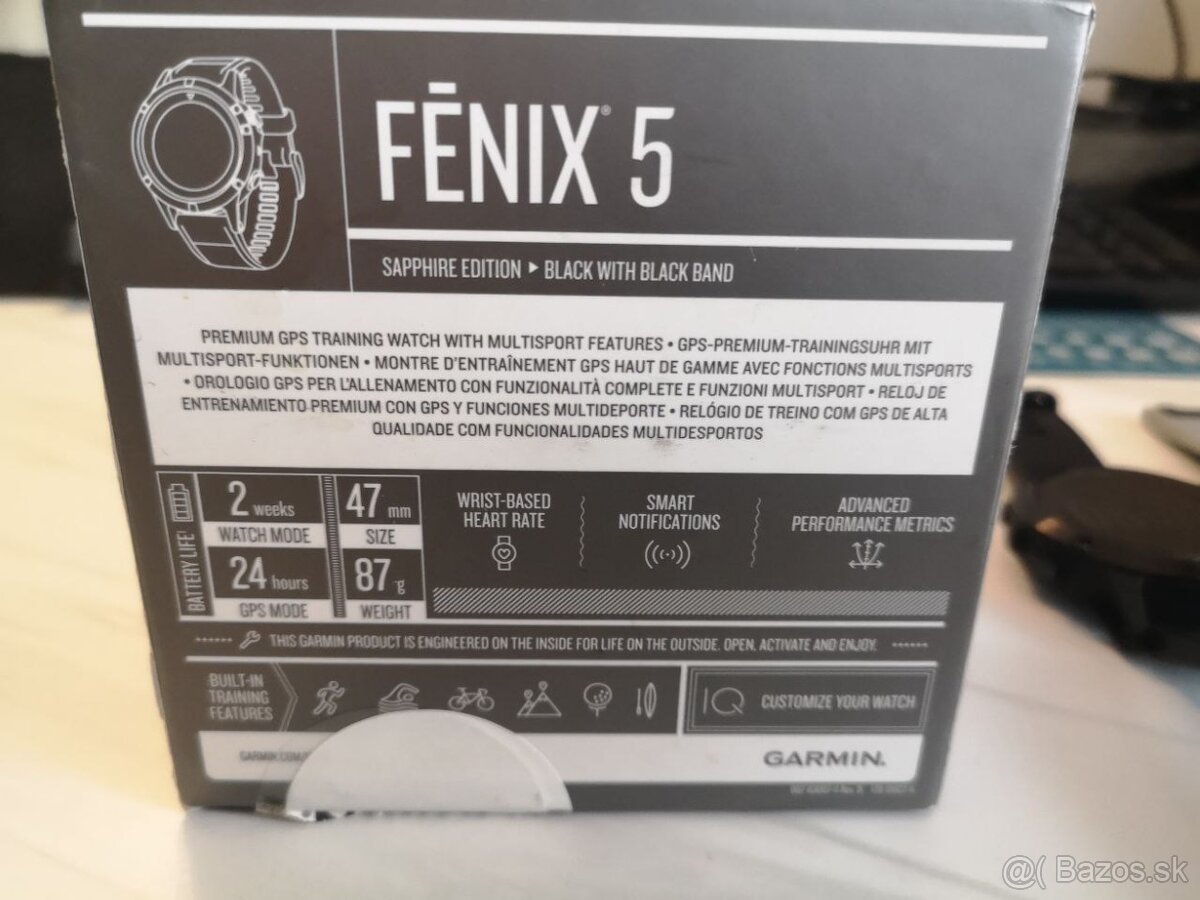 FĒNIX® 5
SAPPHIRE EDITION ▸ BLACK WITH BLACK BAND
PREMIUM GPS TRAINING WATCH WITH MULTISPORT FEATURES • GPS-PREMIUM-TRAININGSUHR MIT
MULTISPORT-FUNKTIONEN • MONTRE D'ENTRAÎNEMENT GPS HAUT DE GAMME AVEC FONCTIONS MULTISPORTS
• OROLOGIO GPS PER L'ALLENAMENTO CON FUNZIONALITÀ COMPLETE E FUNZIONI MULTISPORT • RELOJ DE
ENTRENAMIENTO PREMIUM CON GPS Y FUNCIONES MULTIDEPORTE • RELÓGIO DE TREINO COM GPS DE ALTA
QUALIDADE COM FUNCIONALIDADES MULTIDESPORTOS
BATTERY LIFE
2 weeks
WATCH MODE
24 hours
GPS MODE
47 mm
SIZE
87 g
WEIGHT
WRIST-BASED
HEART RATE
SMART
NOTIFICATIONS
ADVANCED
PERFORMANCE METRICS
THIS GARMIN PRODUCT IS ENGINEERED ON THE INSIDE FOR LIFE ON THE OUTSIDE. OPEN, ACTIVATE AND ENJOY.
BUILT-IN
TRAINING
FEATURES
IQ CUSTOMIZE YOUR WATCH
GARMIN.COM/
GARMIN.
@( Bazos.sk